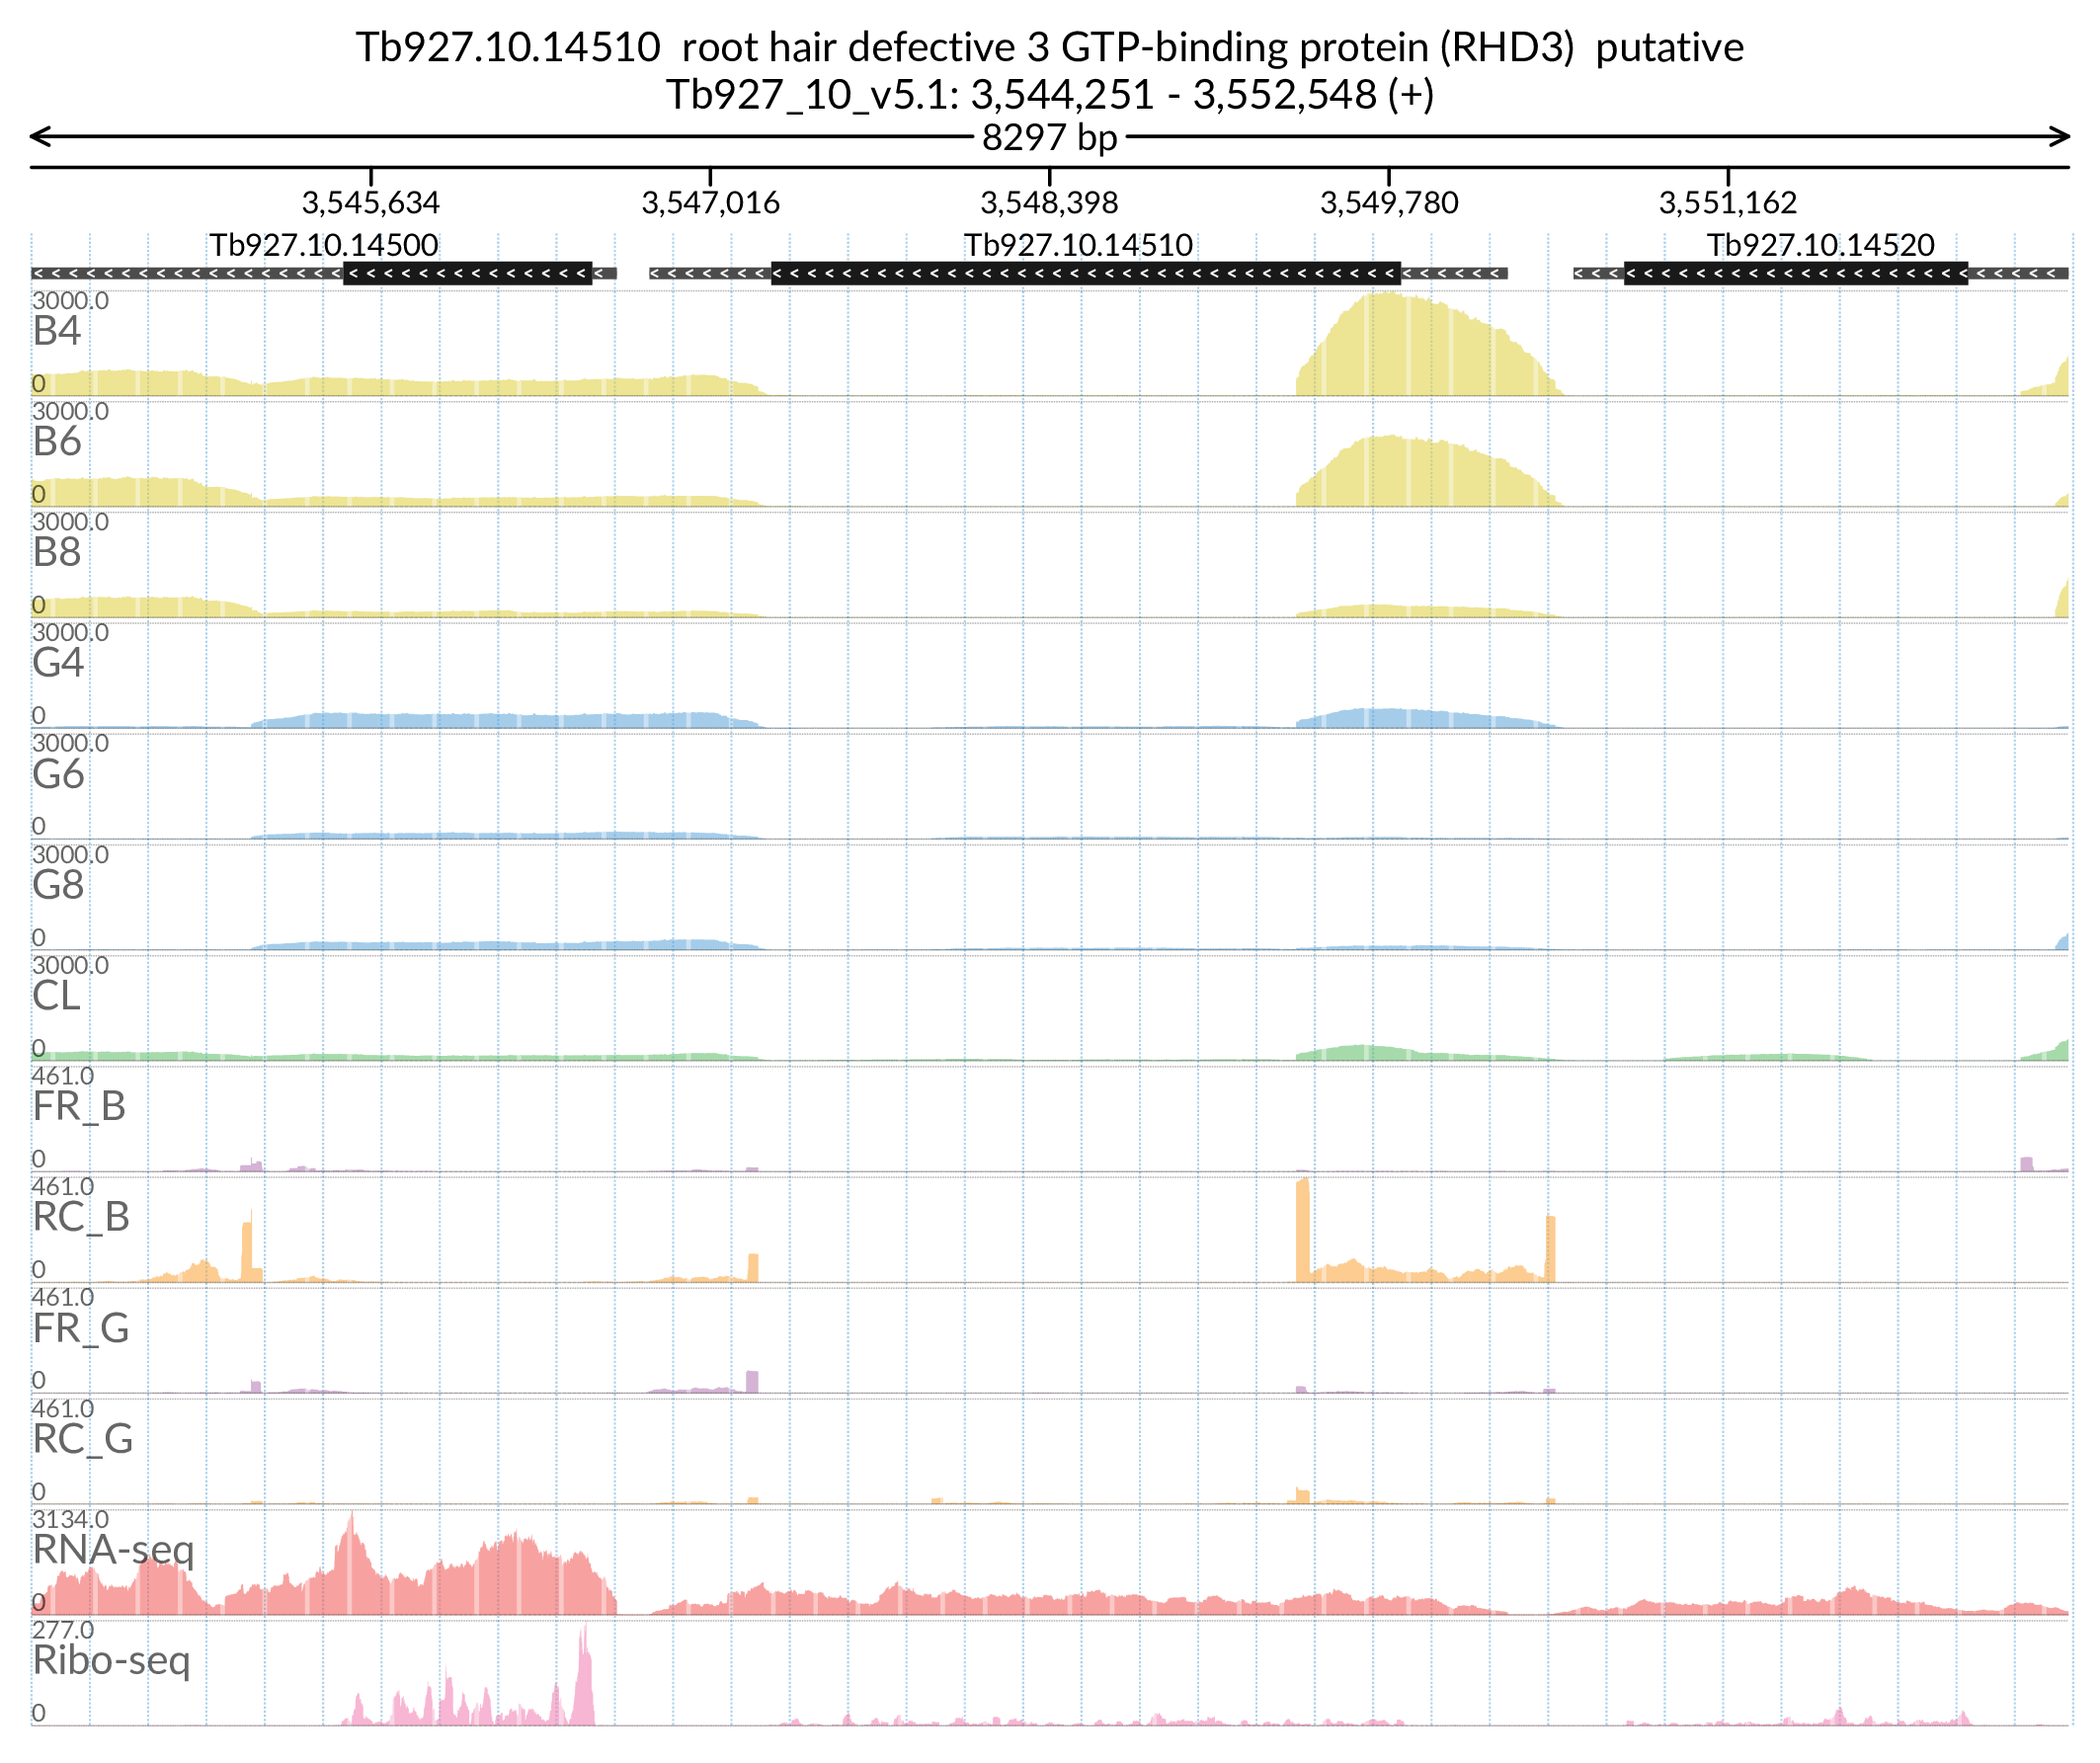 Tb927.10.14510 root hair defective 3 GTP-binding protein (RHD3) putative
Tb927_10_v5.1: 3,544,251 - 3,552,548 (+)
8297 bp
3,545,634 3,547,016 3,548,398 3,549,780 3,551,162
Tb927.10.14500 Tb927.10.14510 Tb927.10.14520
3000.0
B4
0
3000.0
B6
0
3000.0
B8
0
3000.0
G4
0
3000.0
G6
0
3000.0
G8
0
3000.0
CL
0
461.0
FR_B
0
461.0
RC_B
0
461.0
FR_G
0
461.0
RC_G
0
3134.0
RNA-seq
0
277.0
Ribo-seq
0